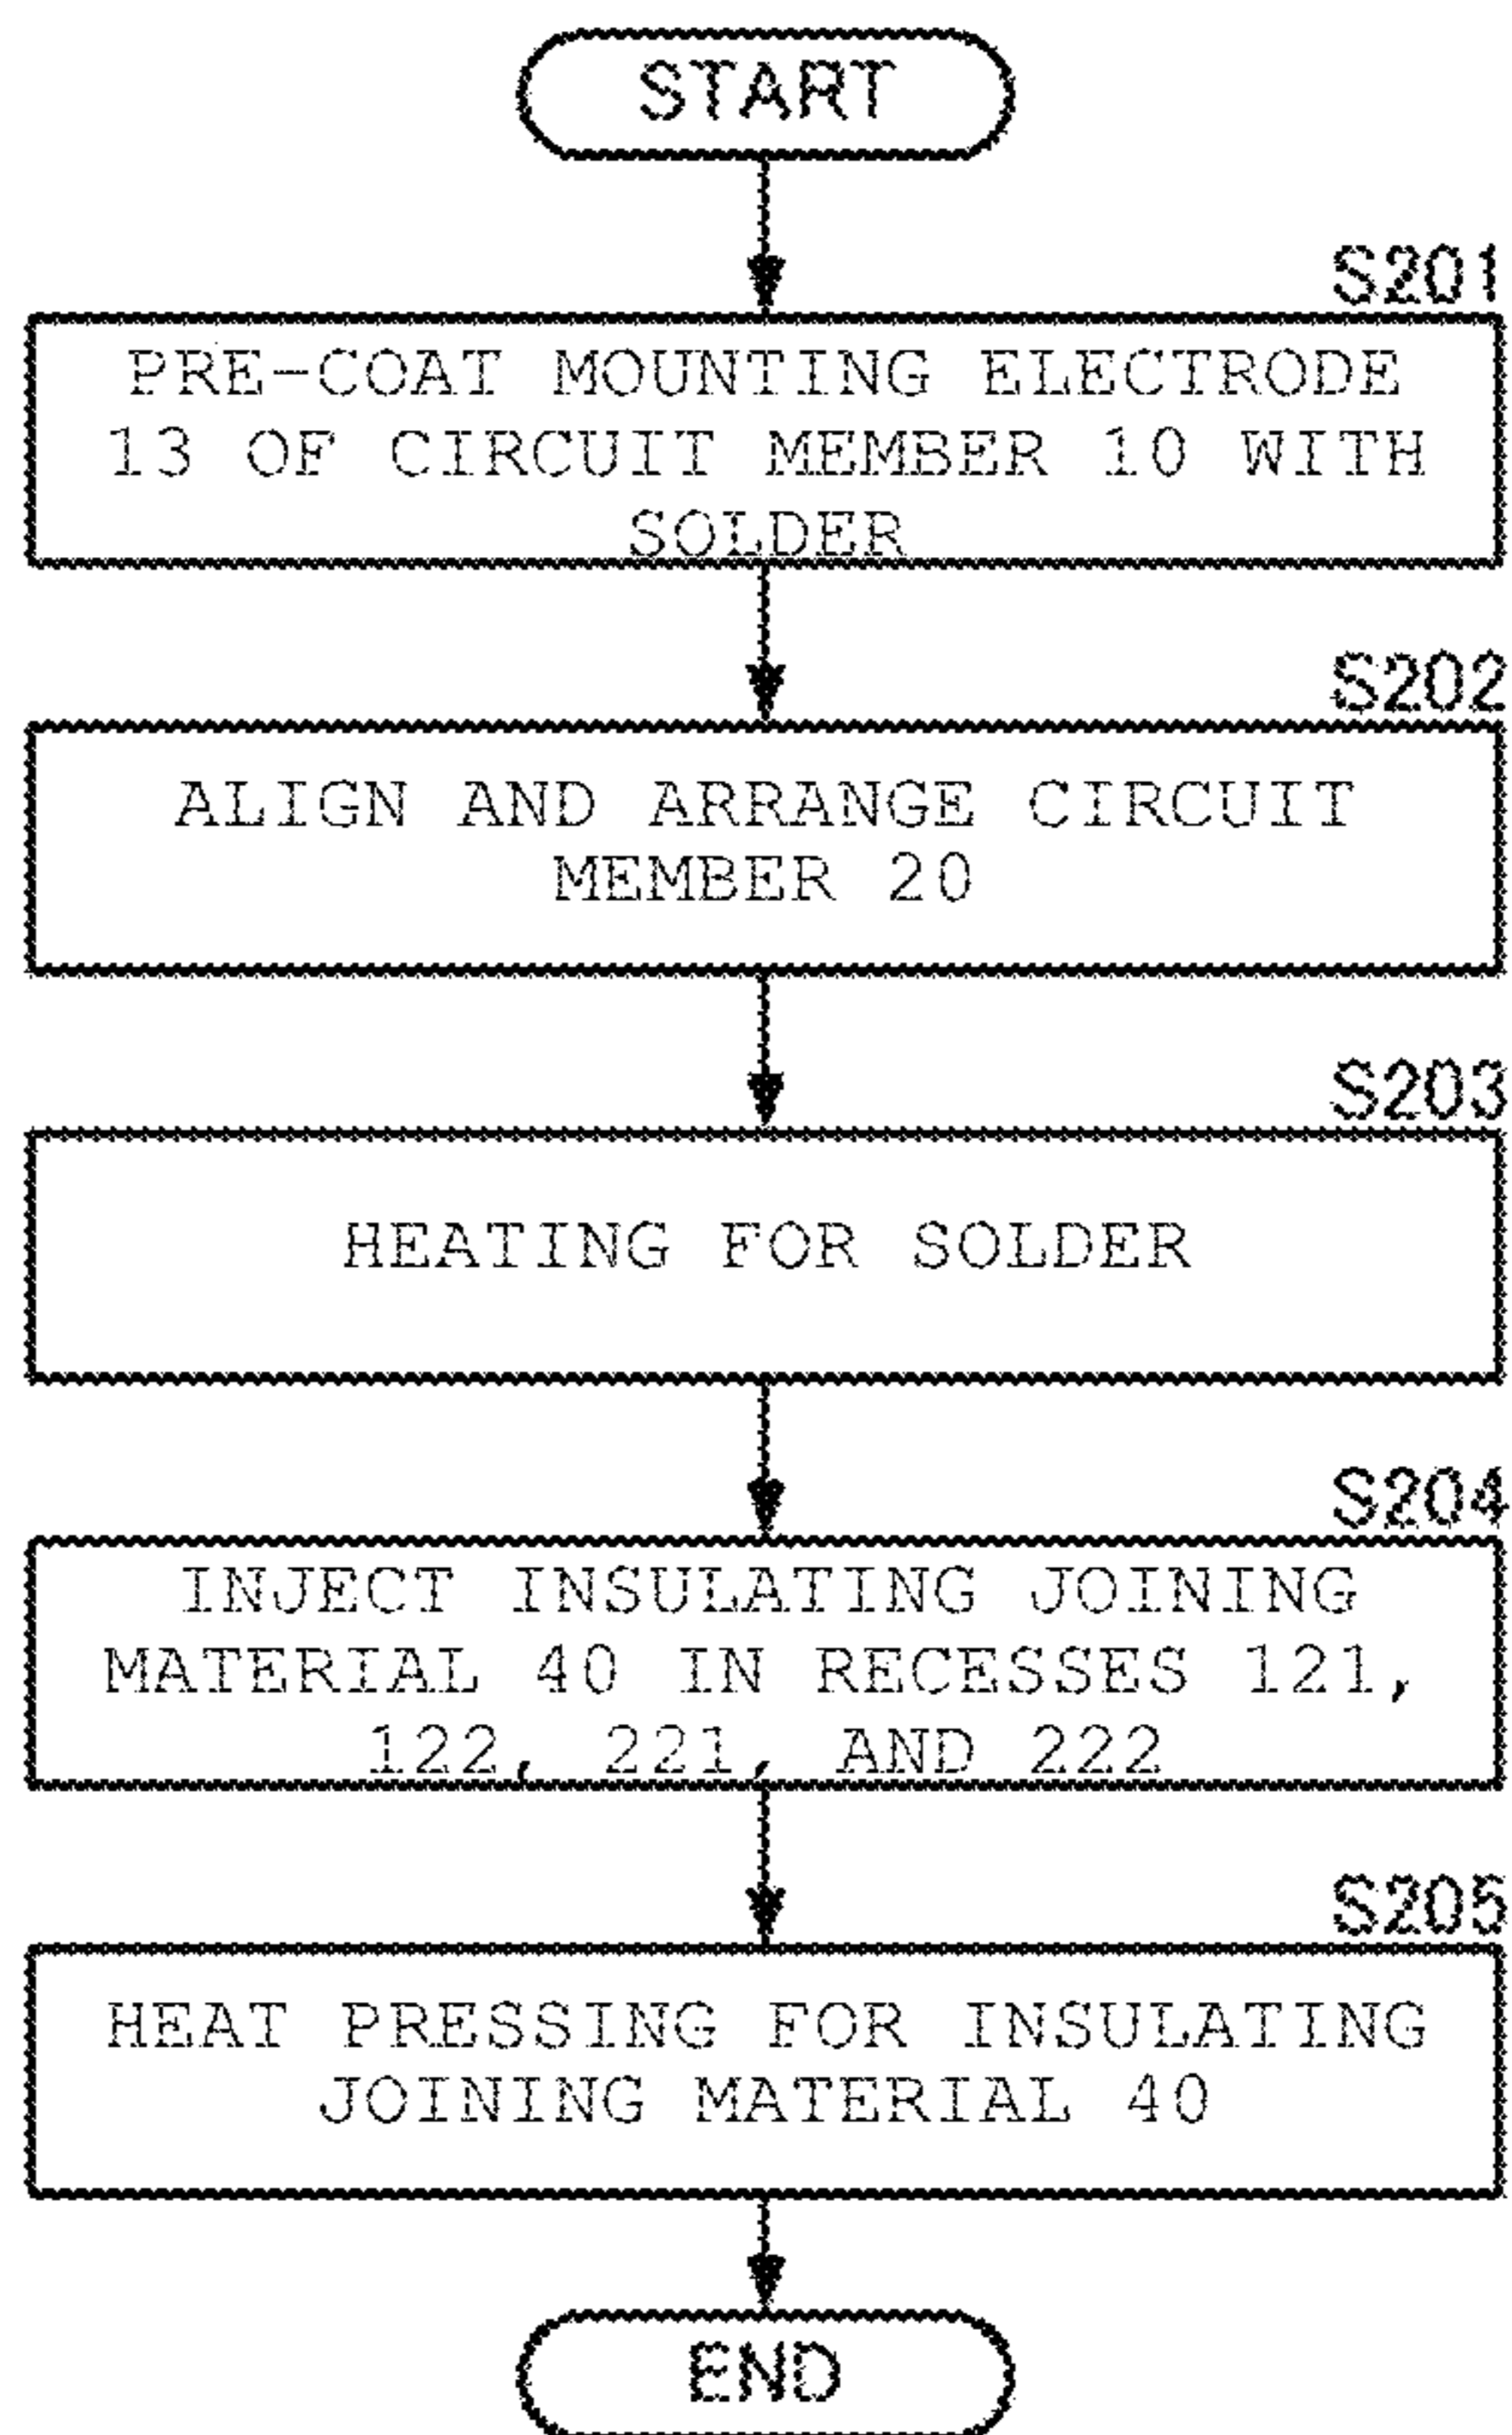 START
S201
PRE-COAT MOUNTING ELECTRODE
13 OF CIRCUIT MEMBER 10 WITH
SOLDER
S202
ALIGN AND ARRANGE CIRCUIT
MEMBER 20
S203
HEATING FOR SOLDER
S204
INJECT INSULATING JOINING
MATERIAL 40 IN RECESSES 121,
122, 221, AND 222
S205
HEAT PRESSING FOR INSULATING
JOINING MATERIAL 40
END